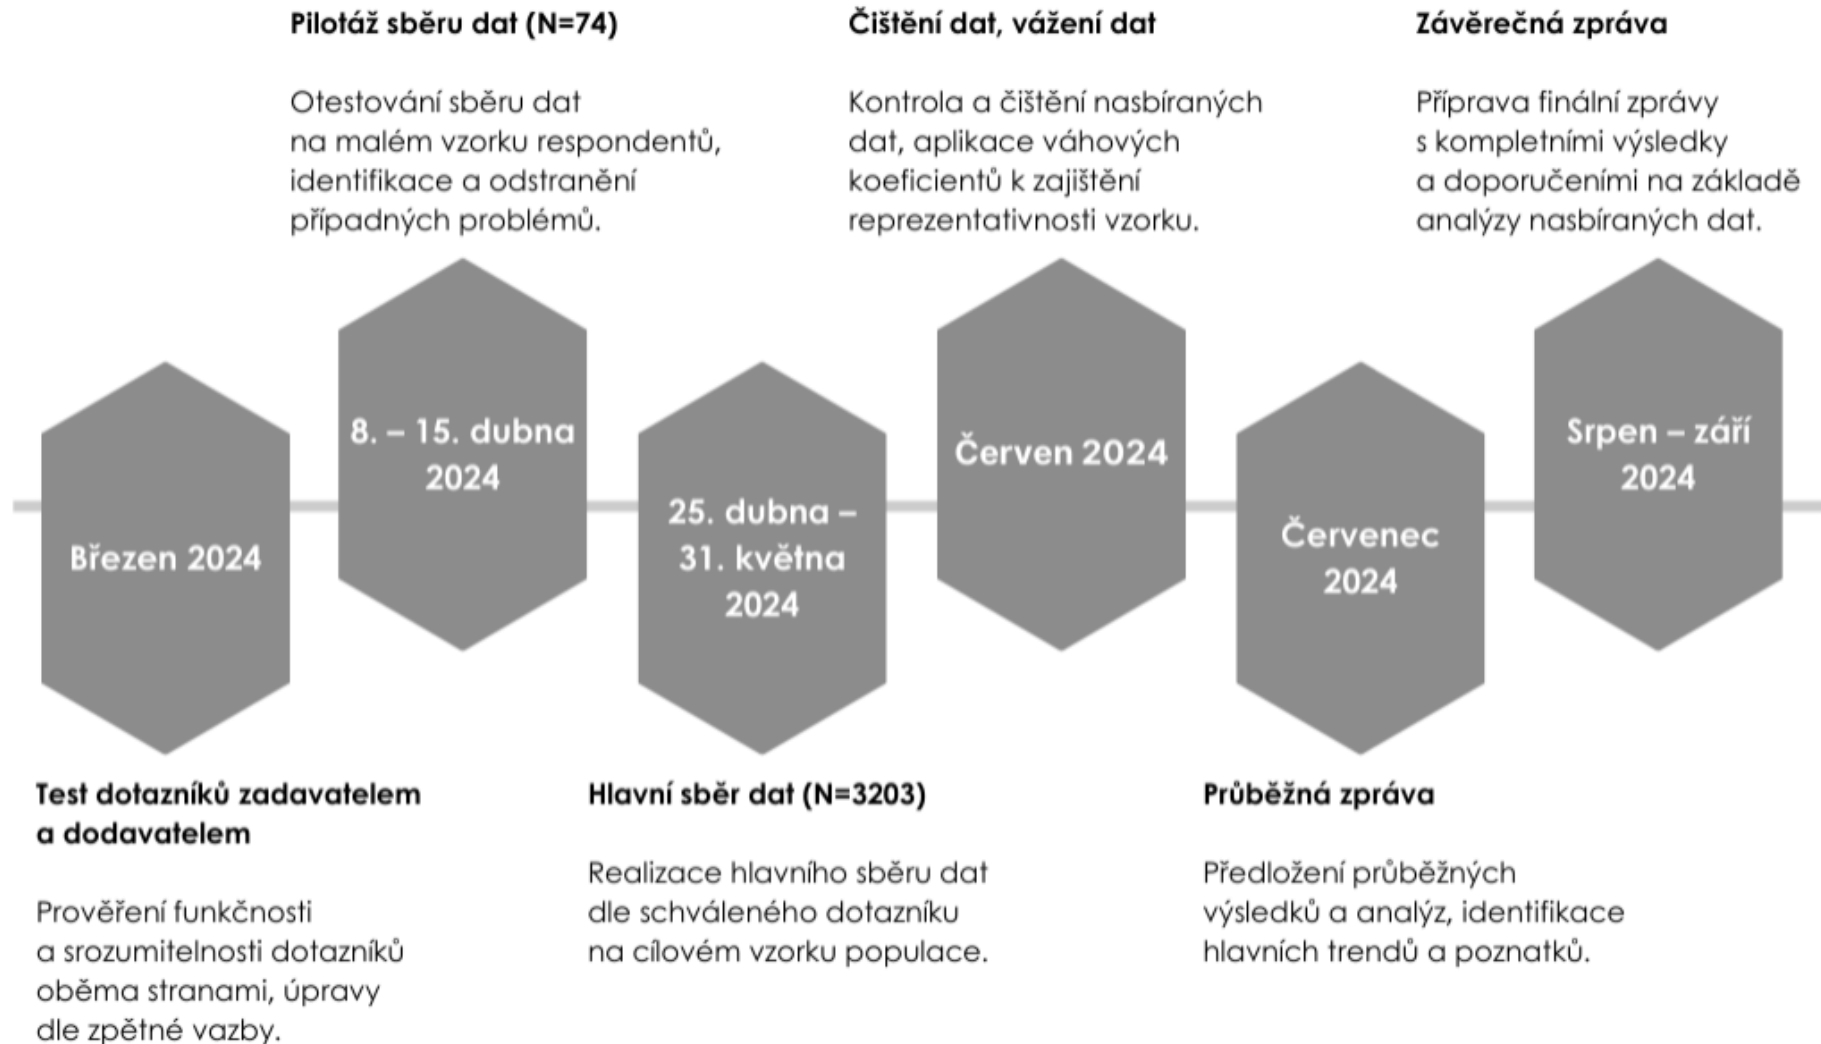 Pilotáž sběru dat (N=74)
Otestování sběru dat
na malém vzorku respondentů,
identifikace a odstranění
případných problémů.
Čištění dat, vážení dat
Kontrola a čištění nasbíraných
dat, aplikace váhových
koeficientů k zajištění
reprezentativnosti vzorku.
Závěrečná zpráva
Příprava finální zprávy
s kompletními výsledky
a doporučeními na základě
analýzy nasbíraných dat.
Březen 2024
8. – 15. dubna
2024
25. dubna –
31. května
2024
Červen 2024
Červenec
2024
Srpen – září
2024
Test dotazníků zadavatelem
a dodavatelem
Prověření funkčnosti
a srozumitelnosti dotazníků
oběma stranami, úpravy
dle zpětné vazby.
Hlavní sběr dat (N=3203)
Realizace hlavního sběru dat
dle schváleného dotazníku
na cílovém vzorku populace.
Průběžná zpráva
Předložení průběžných
výsledků a analýz, identifikace
hlavních trendů a poznatků.